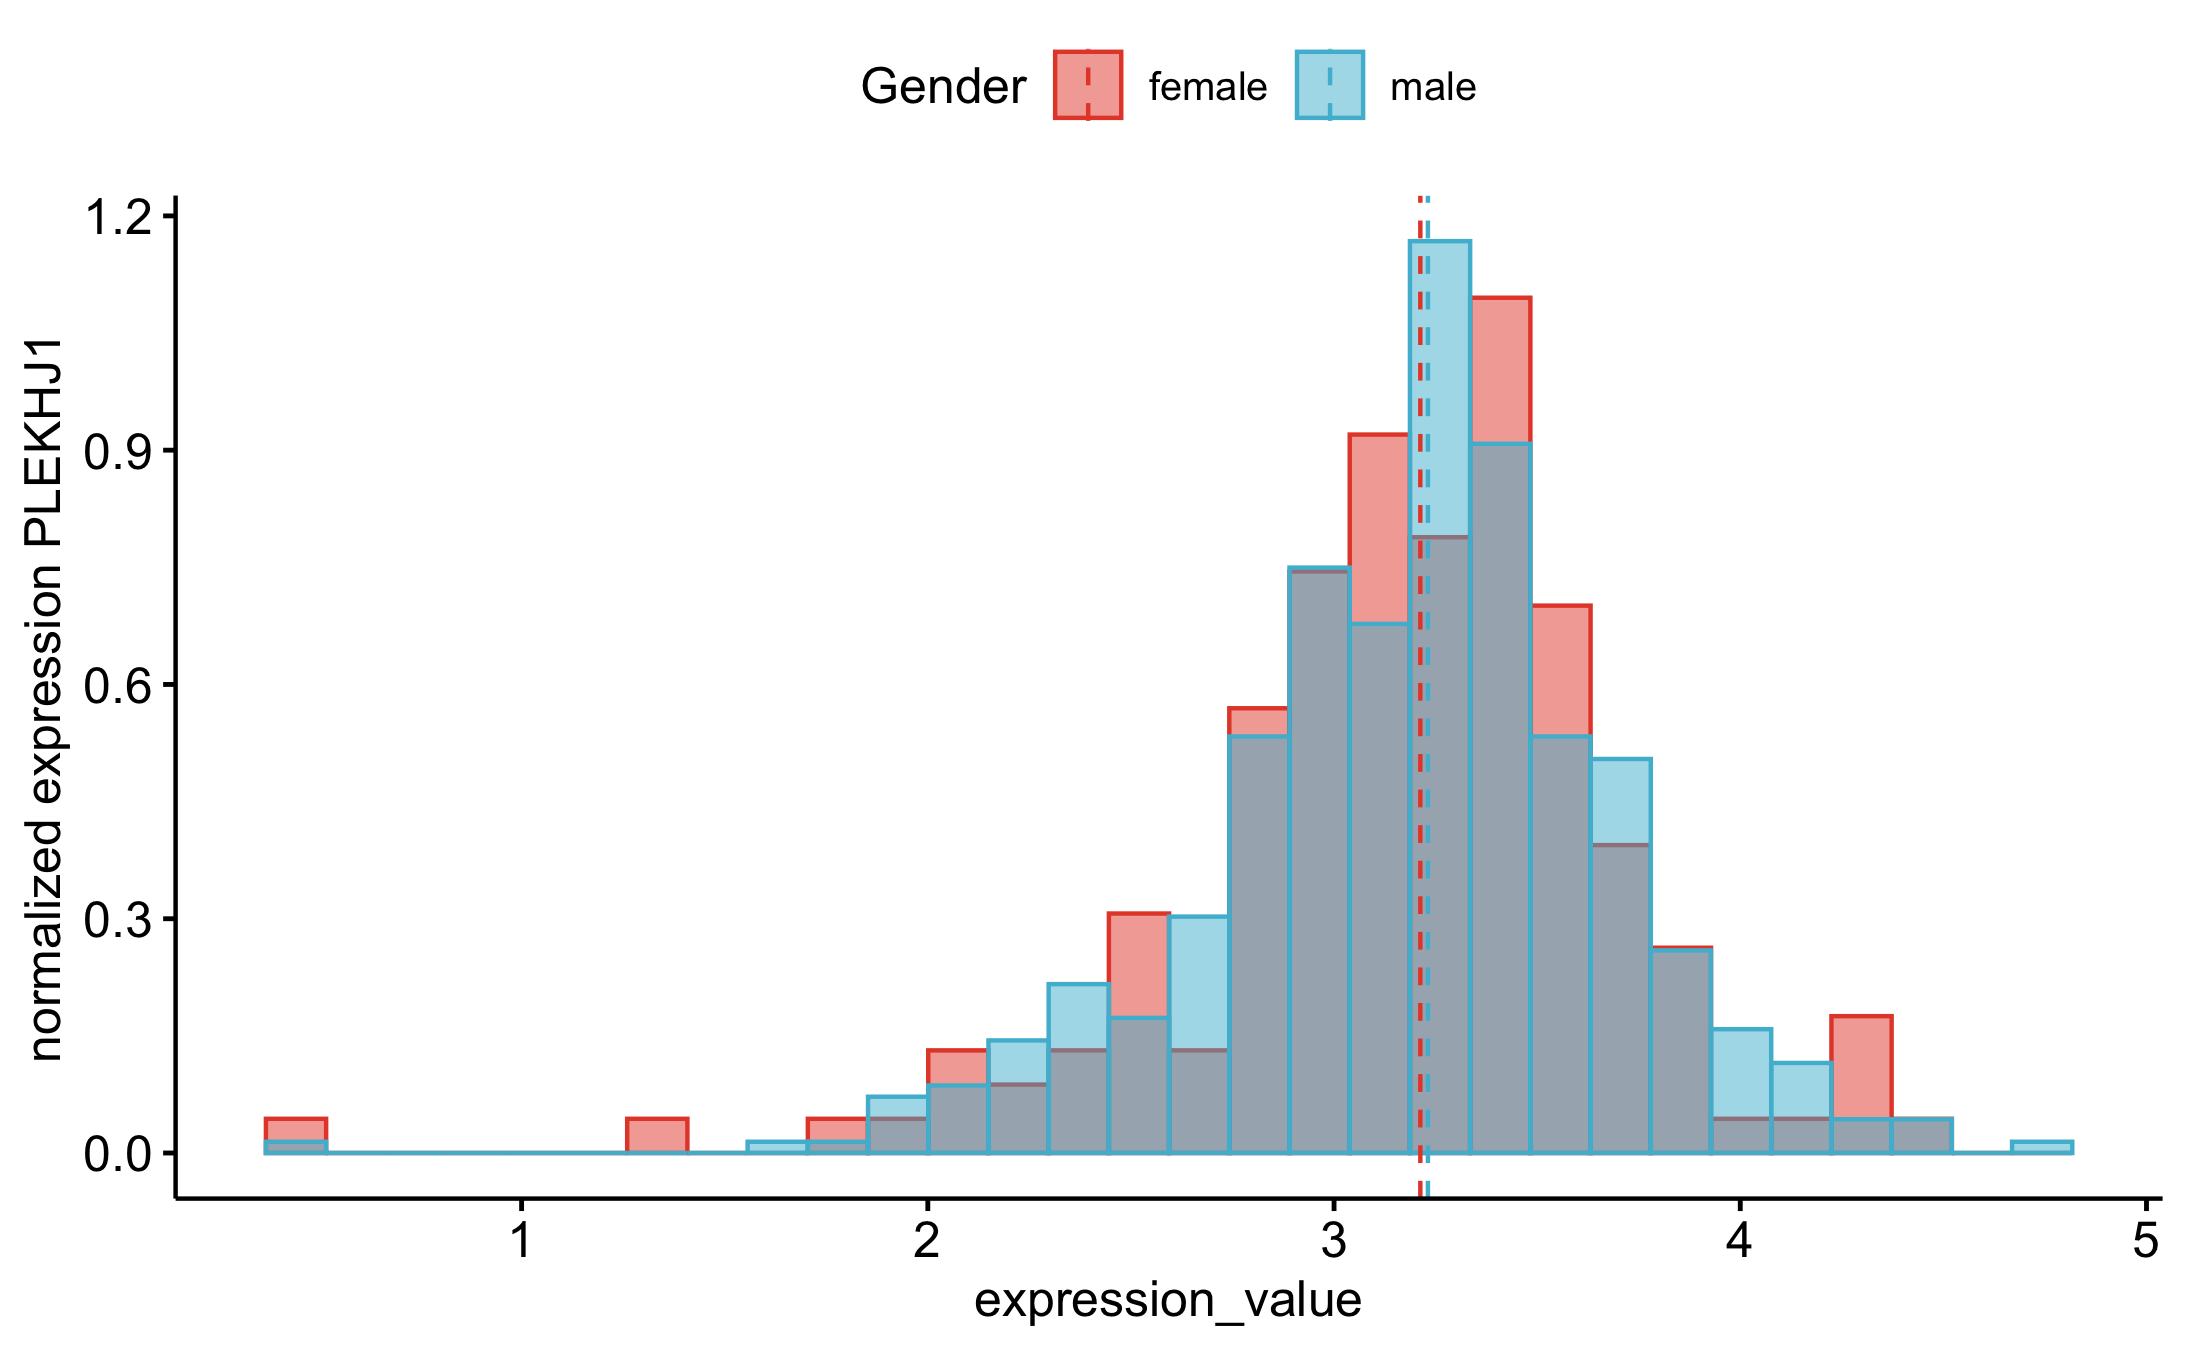 Gender female male
normalized expression PLEKHJ1
1.2
0.9
0.6
0.3
0.0
1 2 3 4 5
expression_value